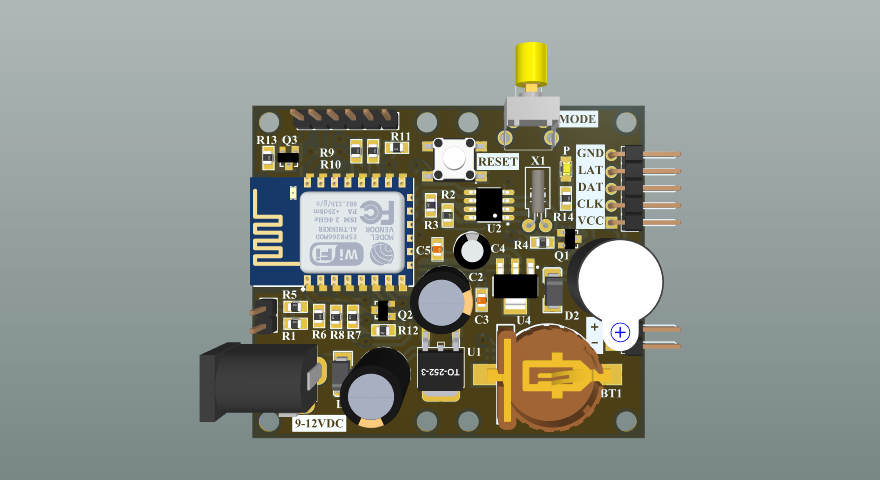 MODE
R13
Q3
R9
R10
R11
RESET
X1
P
GND
LAT
DAT
CLK
VCC
R2
R3
U2
R14
R4
Q1
C5
C4
C2
C3
U4
D2
MODEL
VENDOR
ESP8266MOD
AI-THINKER
ISM 2.4GHz
PA +25dBm
802.11b/g/n
FC
Wi Fi
R5
R1
R6
R8
R7
Q2
R12
U1
TO-252-3
+
-
BT1
9-12VDC